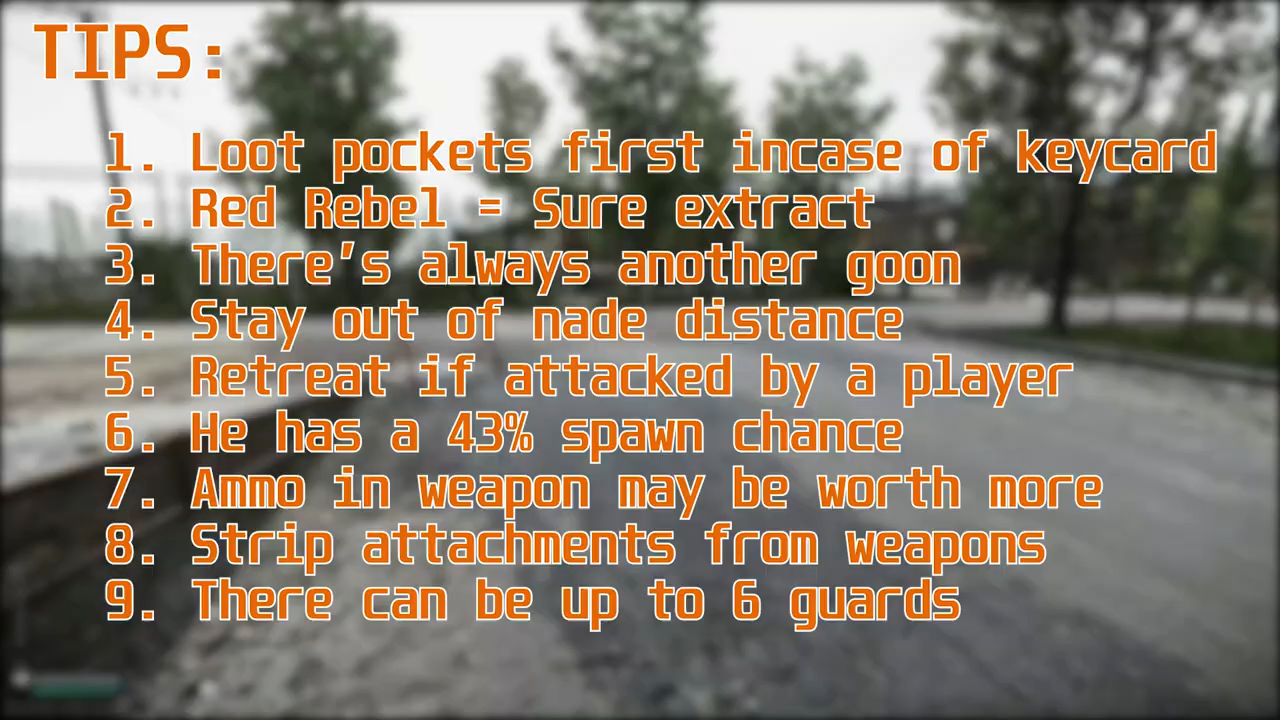 TIPS:
1. Loot pockets first incase of keycard
2. Red Rebel = Sure extract
3. There's always another goon
4. Stay out of nade distance
5. Retreat if attacked by a player
6. He has a 43% spawn chance
7. Ammo in weapon may be worth more
8. Strip attachments from weapons
9. There can be up to 6 guards